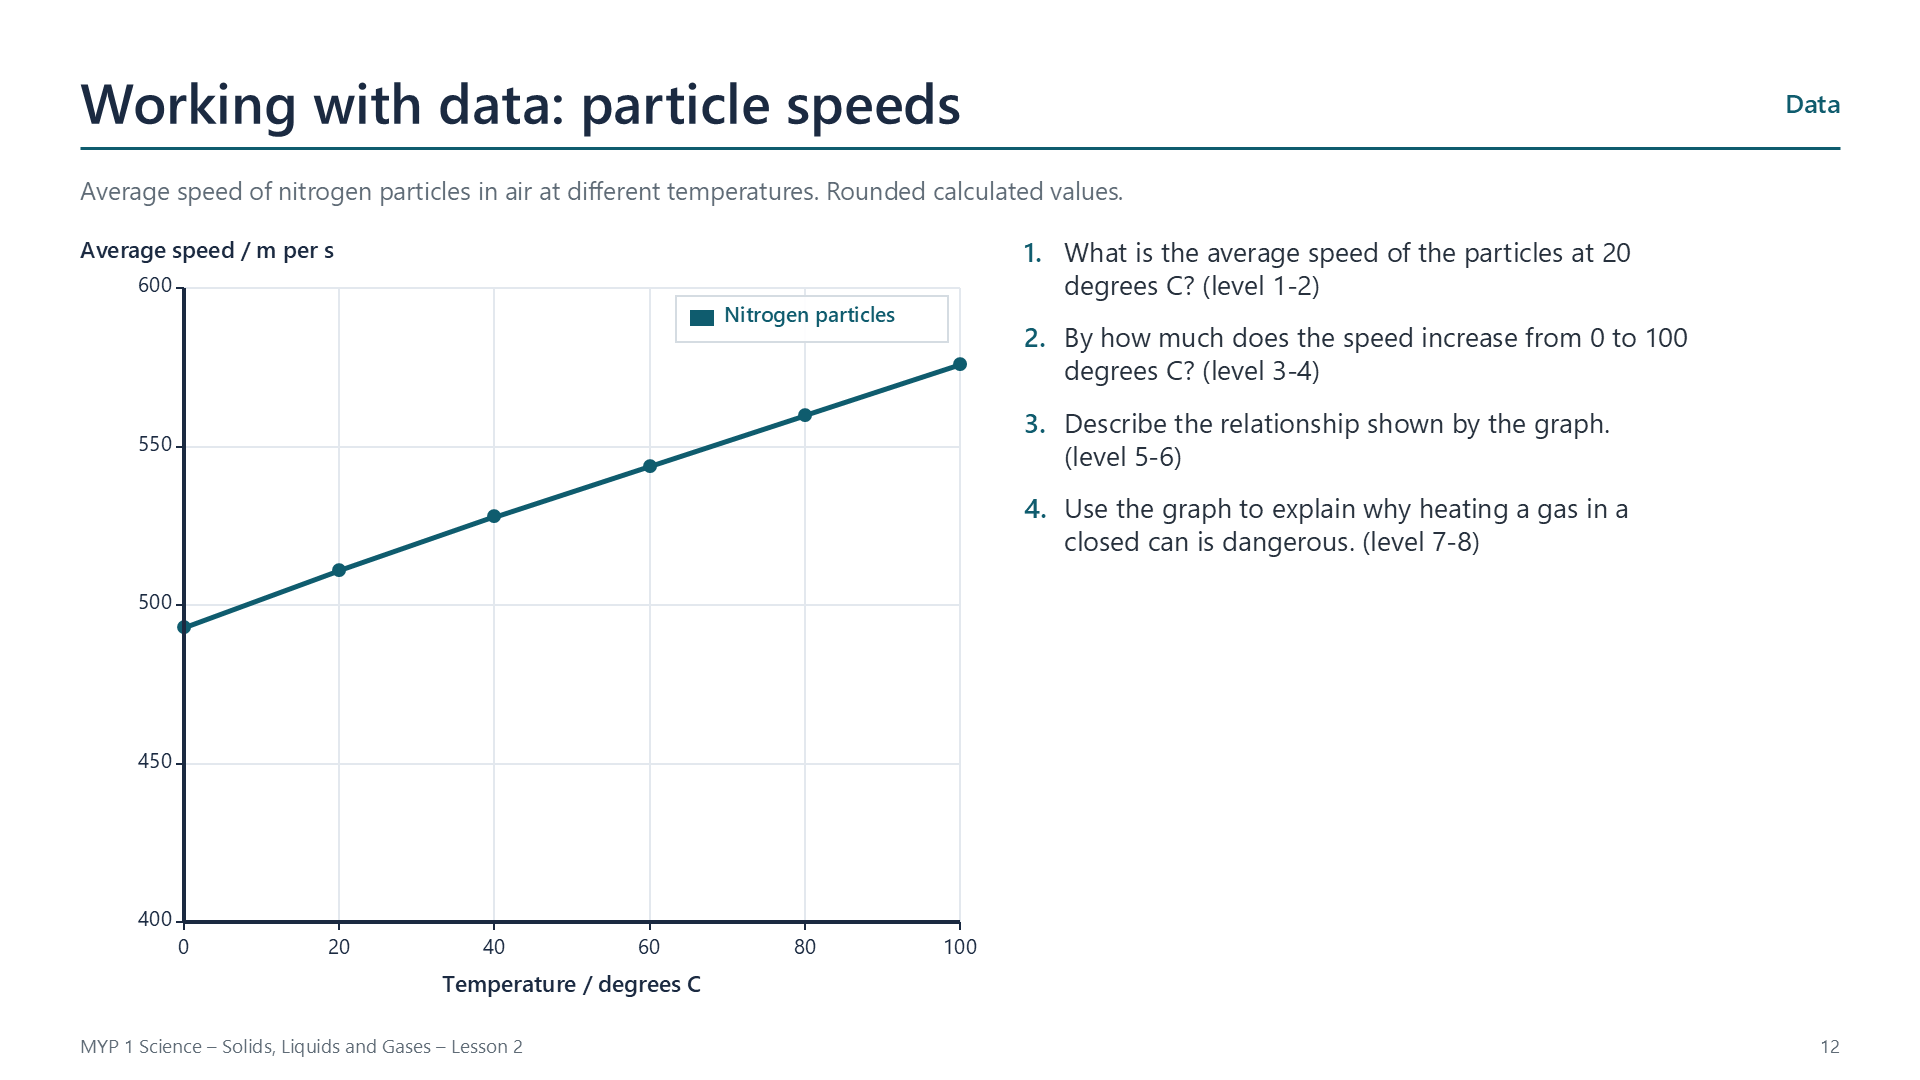 Working with data: particle speeds
Data
Average speed of nitrogen particles in air at different temperatures. Rounded calculated values.
Average speed / m per s
600
550
500
450
400
Nitrogen particles
0 20 40 60 80 100
Temperature / degrees C
1. What is the average speed of the particles at 20
degrees C? (level 1-2)
2. By how much does the speed increase from 0 to 100
degrees C? (level 3-4)
3. Describe the relationship shown by the graph.
(level 5-6)
4. Use the graph to explain why heating a gas in a
closed can is dangerous. (level 7-8)
MYP 1 Science – Solids, Liquids and Gases – Lesson 2
12